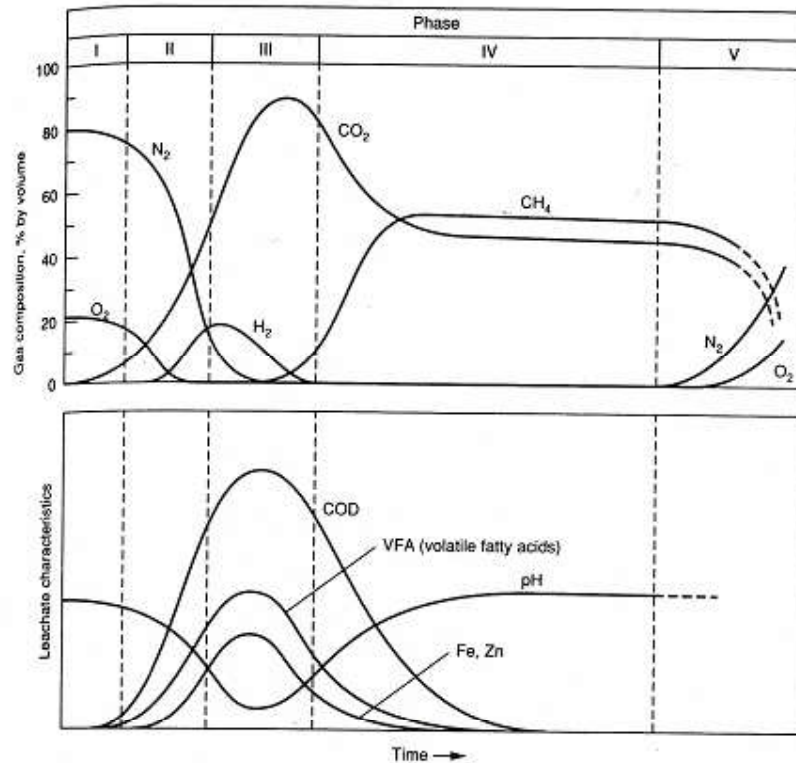 Phase
I II III IV V
100
80
60
40
20
0
Gas composition, % by volume
N₂
O₂
H₂
CO₂
CH₄
N₂
O₂
Leachate characteristics
COD
VFA (volatile fatty acids)
pH
Fe, Zn
Time